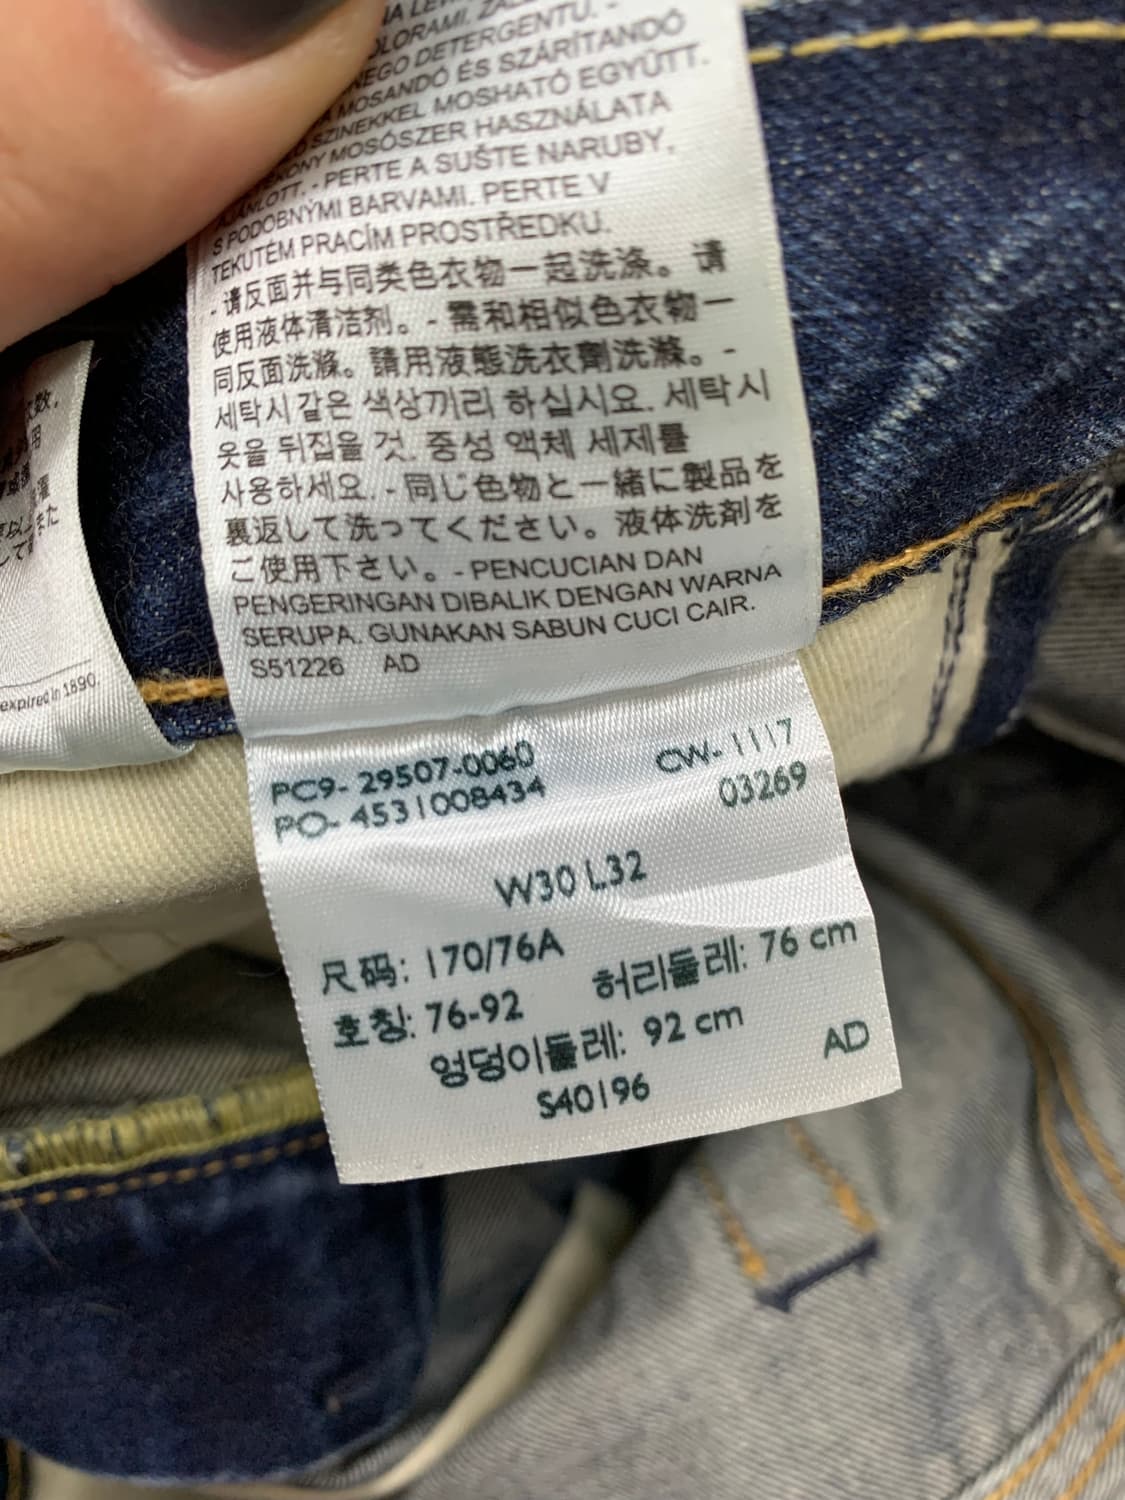 OLORAMI.
NEGO DETERGENTU. -
MOSANDÓ ÉS SZÁRÍTANDÓ
SZINEKKEL MOSHATÓ EGYÜTT.
KONY MOSÓSZER HASZNÁLATA
AJÁNLOTT. - PERTE A SUŠTE NARUBY,
S PODOBNÝMI BARVAMI. PERTE V
TEKUTÉM PRACÍM PROSTŘEDKU.
- 请反面并与同类色衣物一起洗涤。请
使用液体清洁剂。- 需和相似色衣物一
同反面洗滌。請用液態洗衣劑洗滌。-
세탁시 같은 색상끼리 하십시요. 세탁시
옷을 뒤집을 것. 중성 액체 세제를
사용하세요. - 同じ色物と一緒に製品を
裏返して洗ってください。液体洗剤を
ご使用下さい。- PENCUCIAN DAN
PENGERINGAN DIBALIK DENGAN WARNA
SERUPA. GUNAKAN SABUN CUCI CAIR.
S51226 AD
expired in 1890.
PC9- 29507-0060 CW- 1117
PO- 4531008434 03269
W30 L32
尺码: 170/76A 허리둘레: 76 cm
호칭: 76-92
엉덩이둘레: 92 cm AD
S40196